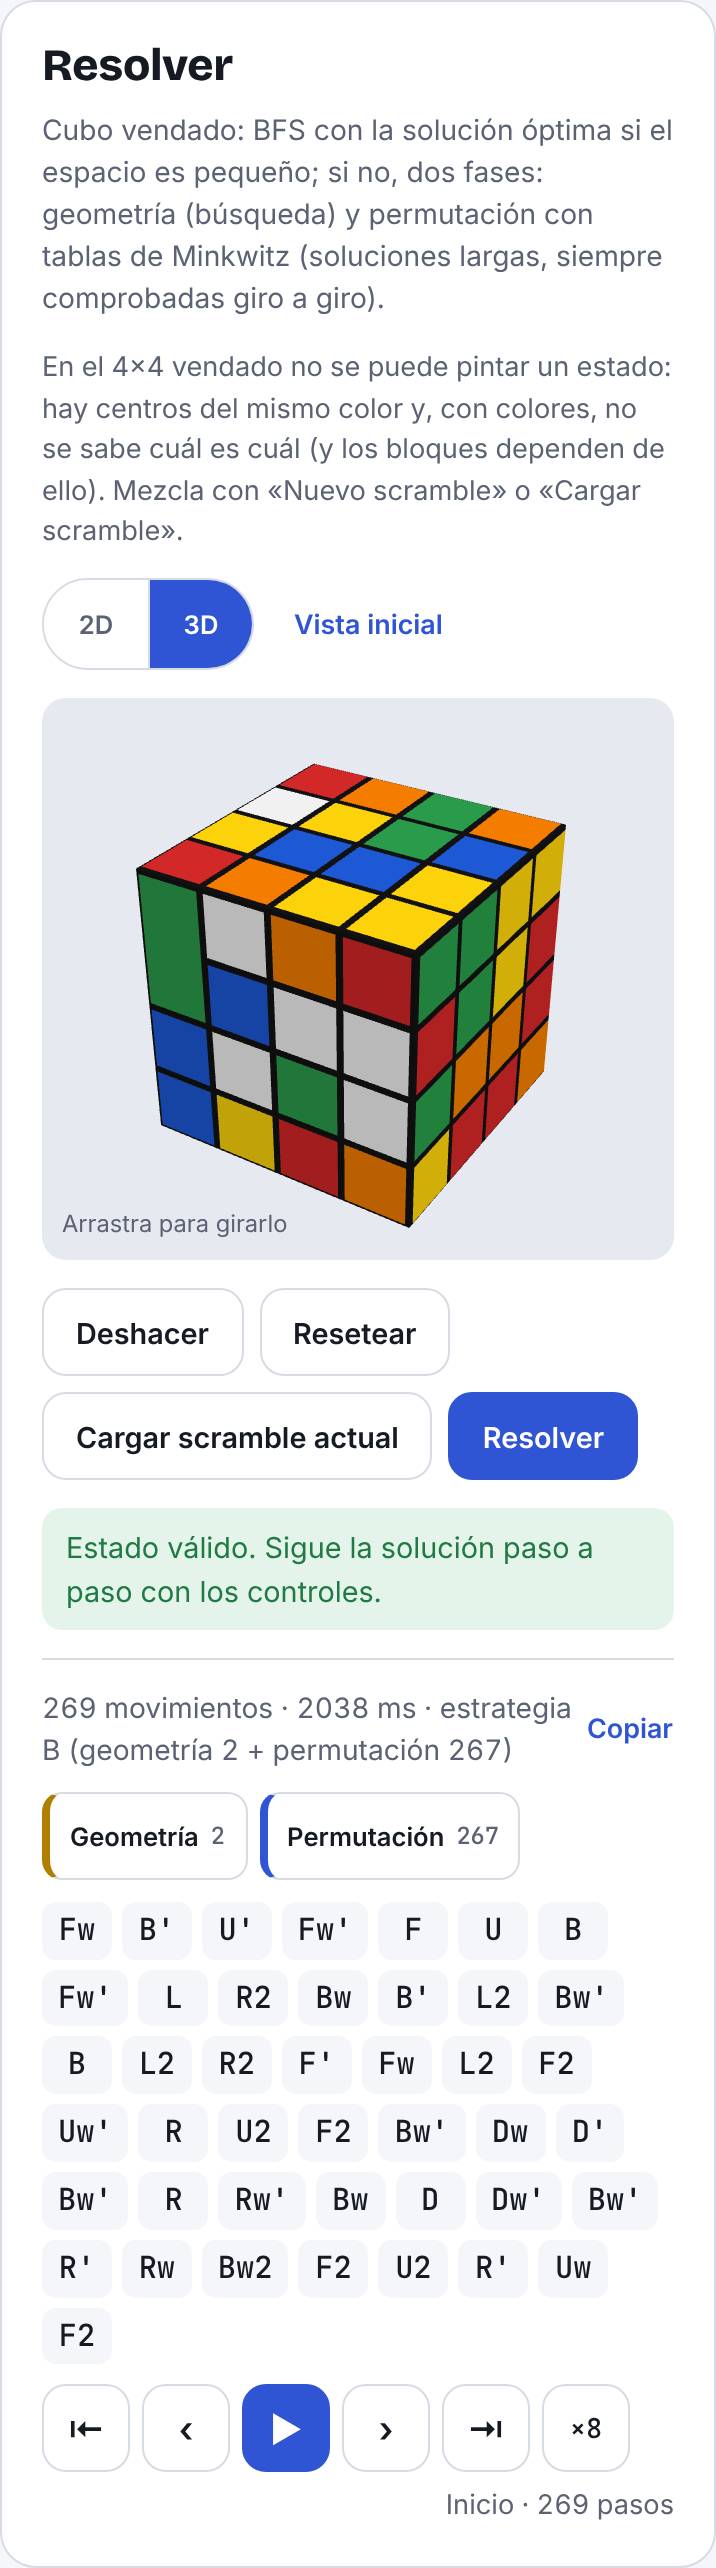 Resolver
Cubo vendado: BFS con la solución óptima si el
espacio es pequeño; si no, dos fases:
geometría (búsqueda) y permutación con
tablas de Minkwitz (soluciones largas, siempre
comprobadas giro a giro).
En el 4×4 vendado no se puede pintar un estado:
hay centros del mismo color y, con colores, no
se sabe cuál es cuál (y los bloques dependen de
ello). Mezcla con «Nuevo scramble» o «Cargar
scramble».
2D 3D Vista inicial
Arrastra para girarlo
Deshacer Resetear
Cargar scramble actual Resolver
Estado válido. Sigue la solución paso a
paso con los controles.
269 movimientos · 2038 ms · estrategia
B (geometría 2 + permutación 267)
Copiar
Geometría 2 Permutación 267
Fw B' U' Fw' F U B
Fw' L R2 Bw B' L2 Bw'
B L2 R2 F' Fw L2 F2
Uw' R U2 F2 Bw' Dw D'
Bw' R Rw' Bw D Dw' Bw'
R' Rw Bw2 F2 U2 R' Uw
F2
×8
Inicio · 269 pasos